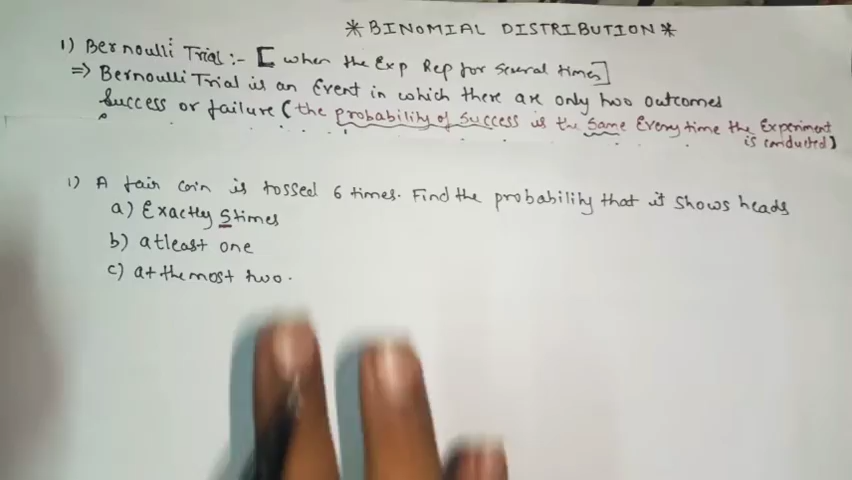 *BINOMIAL DISTRIBUTION*
1) Bernoulli Trial :- [when the Exp Rep for several times]
⇒ Bernoulli Trial is an Event in which there are only two outcomes
Success or failure (the probability of success is the same Every time the Experiment
is conducted)
1) A fair coin is tossed 6 times. Find the probability that it shows heads
a) Exactly 5 times
b) atleast one
c) at the most two.